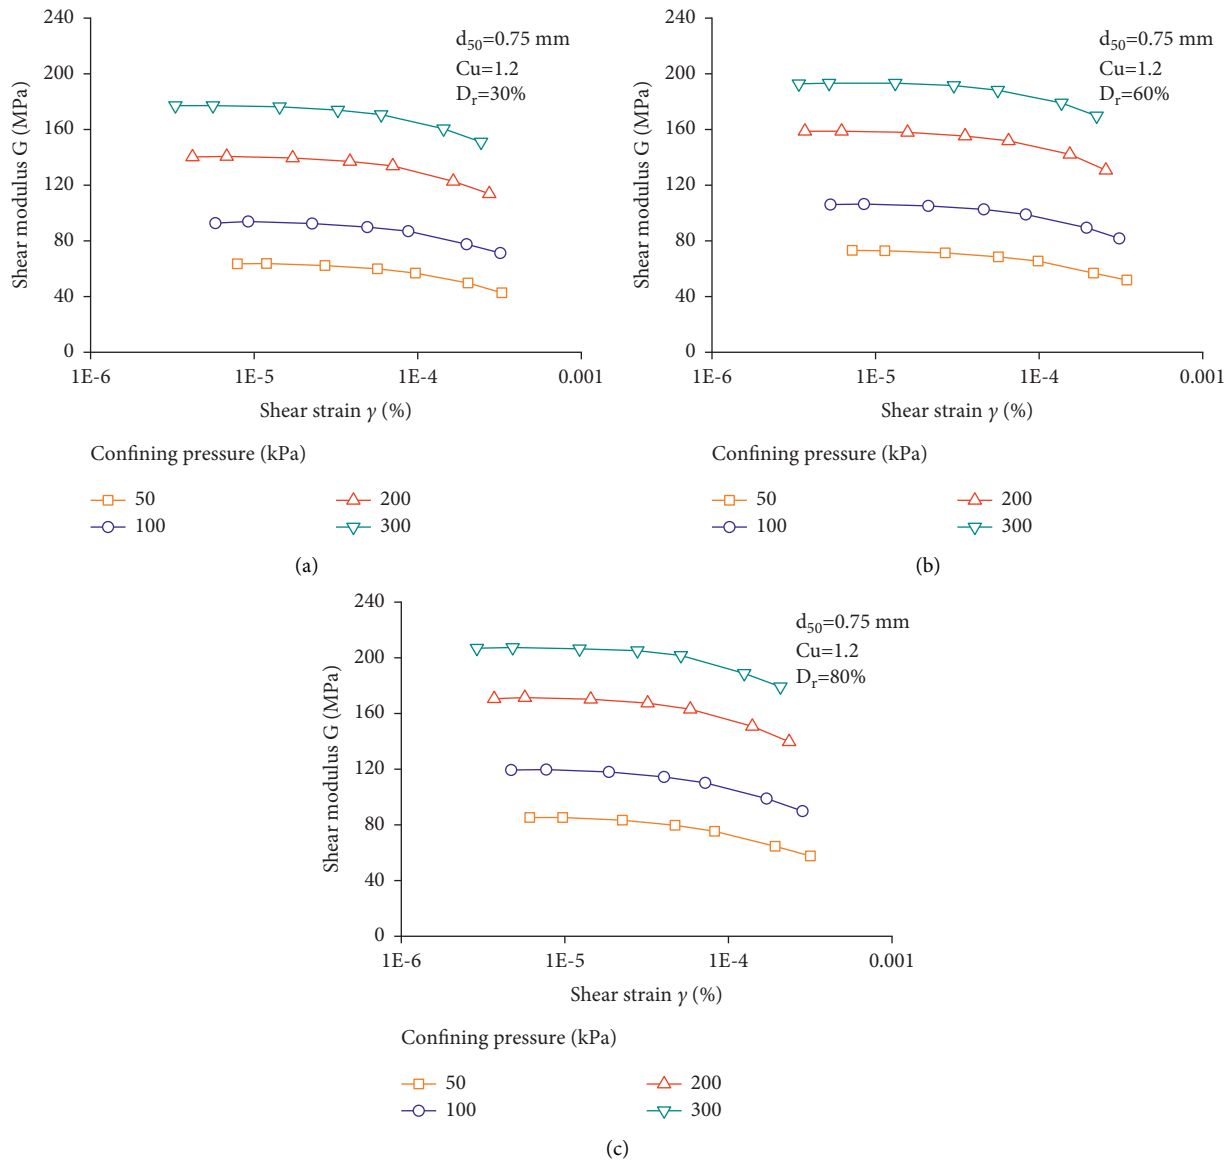 240
200
160
120
80
40
0
Shear modulus G (MPa)
d50=0.75 mm
Cu=1.2
Dr=30%
1E-6 1E-5 1E-4 0.001
Shear strain γ (%)
Confining pressure (kPa)
50 200
100 300
(a)
240
200
160
120
80
40
0
Shear modulus G (MPa)
d50=0.75 mm
Cu=1.2
Dr=60%
1E-6 1E-5 1E-4 0.001
Shear strain γ (%)
Confining pressure (kPa)
50 200
100 300
(b)
240
200
160
120
80
40
0
Shear modulus G (MPa)
d50=0.75 mm
Cu=1.2
Dr=80%
1E-6 1E-5 1E-4 0.001
Shear strain γ (%)
Confining pressure (kPa)
50 200
100 300
(c)